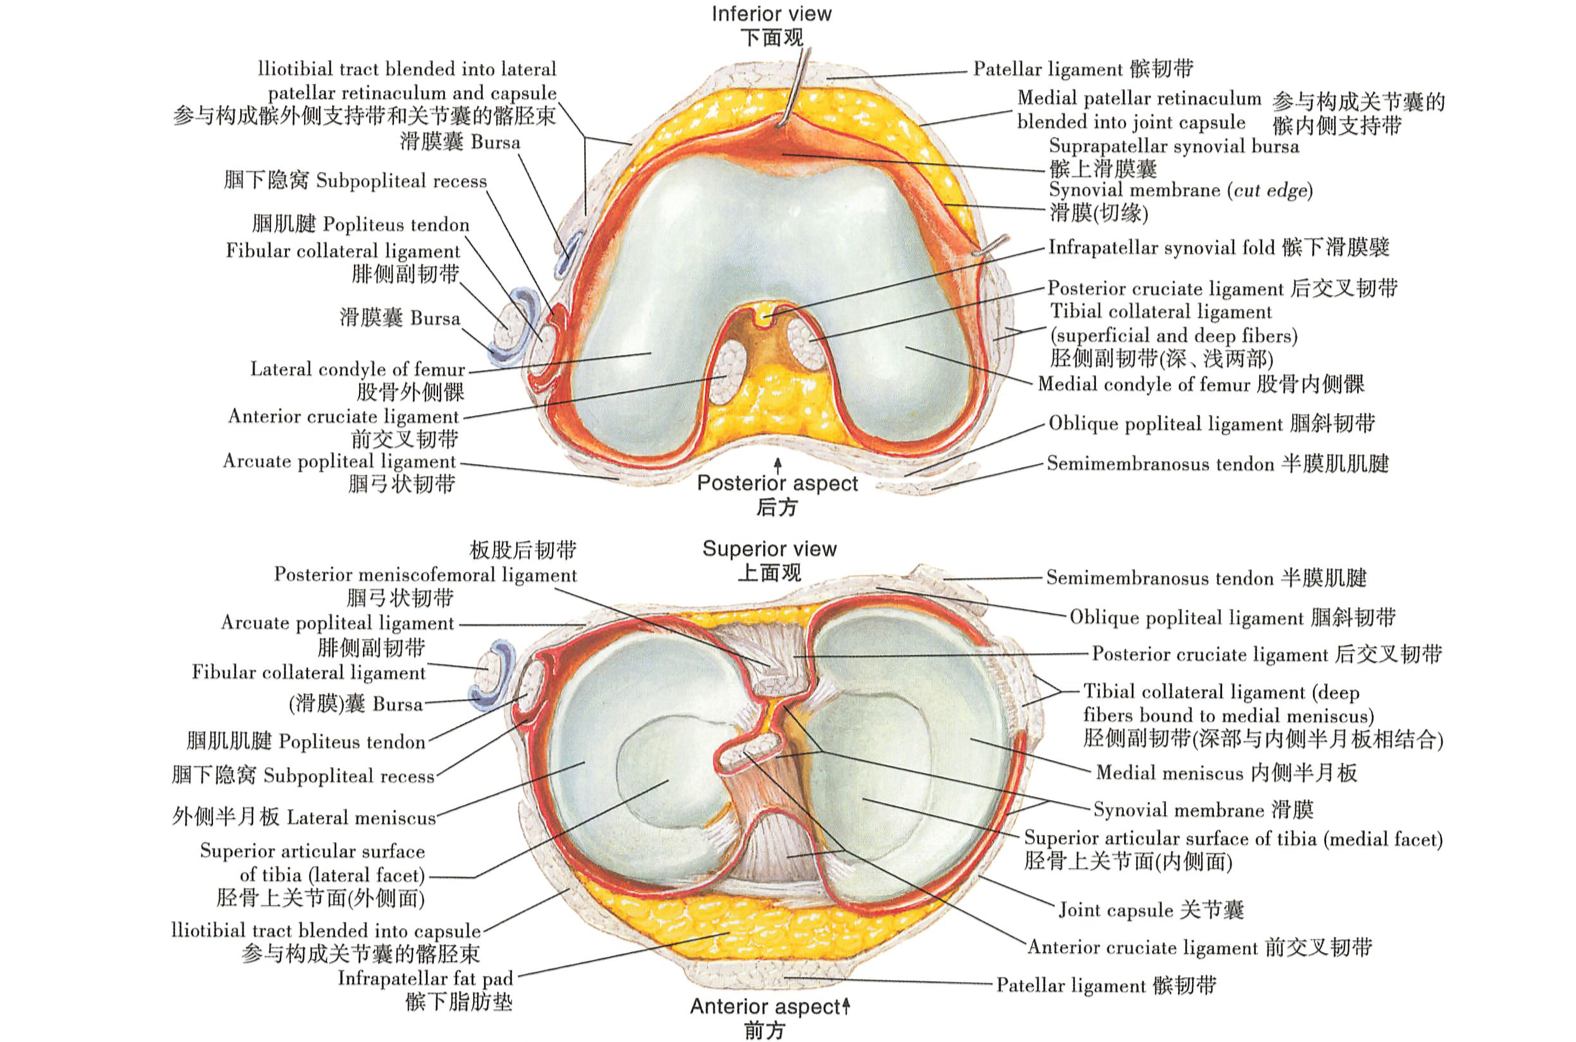 Inferior view
下面观
Iliotibial tract blended into lateral
patellar retinaculum and capsule
参与构成髌外侧支持带和关节囊的髂胫束
滑膜囊 Bursa
腘下隐窝 Subpopliteal recess
腘肌腱 Popliteus tendon
Fibular collateral ligament
腓侧副韧带
滑膜囊 Bursa
Lateral condyle of femur
股骨外侧髁
Anterior cruciate ligament
前交叉韧带
Arcuate popliteal ligament
腘弓状韧带
Patellar ligament 髌韧带
Medial patellar retinaculum 参与构成关节囊的
blended into joint capsule 髌内侧支持带
Suprapatellar synovial bursa
髌上滑膜囊
Synovial membrane (cut edge)
滑膜(切缘)
Infrapatellar synovial fold 髌下滑膜襞
Posterior cruciate ligament 后交叉韧带
Tibial collateral ligament
(superficial and deep fibers)
胫侧副韧带(深、浅两部)
Medial condyle of femur 股骨内侧髁
Oblique popliteal ligament 腘斜韧带
Semimembranosus tendon 半膜肌肌腱
Posterior aspect
后方
Superior view
上面观
板股后韧带
Posterior meniscofemoral ligament
腘弓状韧带
Arcuate popliteal ligament
腓侧副韧带
Fibular collateral ligament
(滑膜)囊 Bursa
腘肌肌腱 Popliteus tendon
腘下隐窝 Subpopliteal recess
外侧半月板 Lateral meniscus
Superior articular surface
of tibia (lateral facet)
胫骨上关节面(外侧面)
Iliotibial tract blended into capsule
参与构成关节囊的髂胫束
Infrapatellar fat pad
髌下脂肪垫
Semimembranosus tendon 半膜肌腱
Oblique popliteal ligament 腘斜韧带
Posterior cruciate ligament 后交叉韧带
Tibial collateral ligament (deep
fibers bound to medial meniscus)
胫侧副韧带(深部与内侧半月板相结合)
Medial meniscus 内侧半月板
Synovial membrane 滑膜
Superior articular surface of tibia (medial facet)
胫骨上关节面(内侧面)
Joint capsule 关节囊
Anterior cruciate ligament 前交叉韧带
Patellar ligament 髌韧带
Anterior aspect
前方